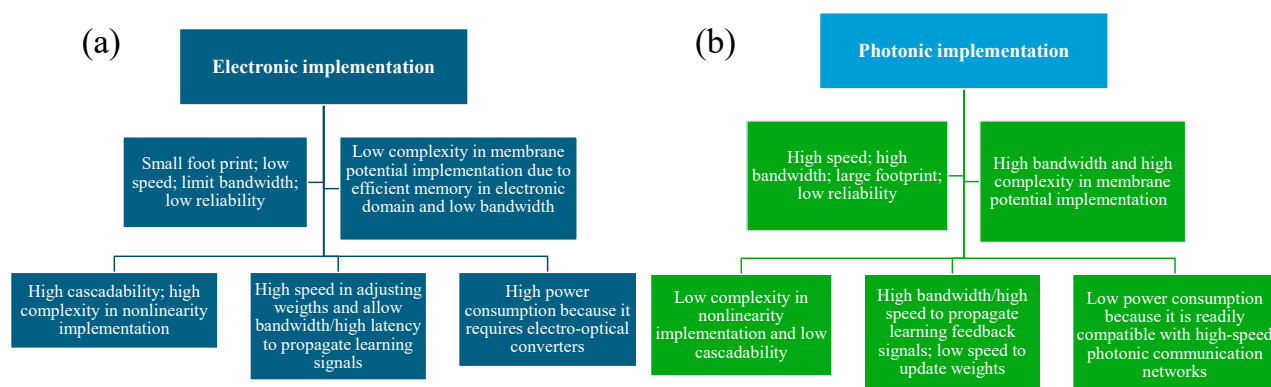 (a)
Electronic implementation
Small foot print; low
speed; limit bandwidth;
low reliability
Low complexity in membrane
potential implementation due to
efficient memory in electronic
domain and low bandwidth
High cascadability; high
complexity in nonlinearity
implementation
High speed in adjusting
weigths and allow
bandwidth/high latency
to propagate learning
signals
High power
consumption because it
requires electro-optical
converters
(b)
Photonic implementation
High speed; high
bandwidth; large footprint;
low reliability
High bandwidth and high
complexity in membrane
potential implementation
Low complexity in
nonlinearity
implementation and low
cascadability
High bandwidth/high
speed to propagate
learning feedback
signals; low speed to
update weights
Low power consumption
because it is readily
compatible with high-speed
photonic communication
networks